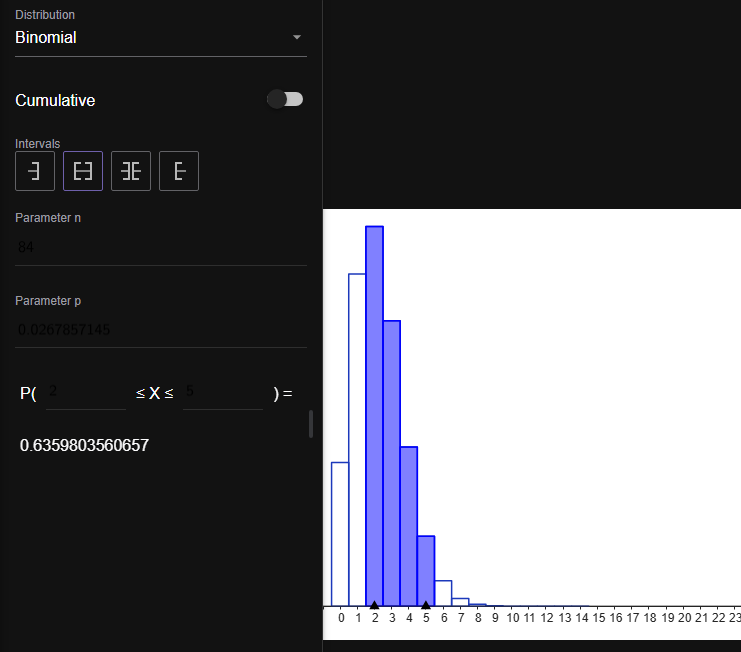 Distribution
Binomial
Cumulative
Intervals
Parameter n
84
Parameter p
0.0267857145
P( 2 ≤ X ≤ 5 ) =
0.6359803560657
0 1 2 3 4 5 6 7 8 9 10 11 12 13 14 15 16 17 18 19 20 21 22 23